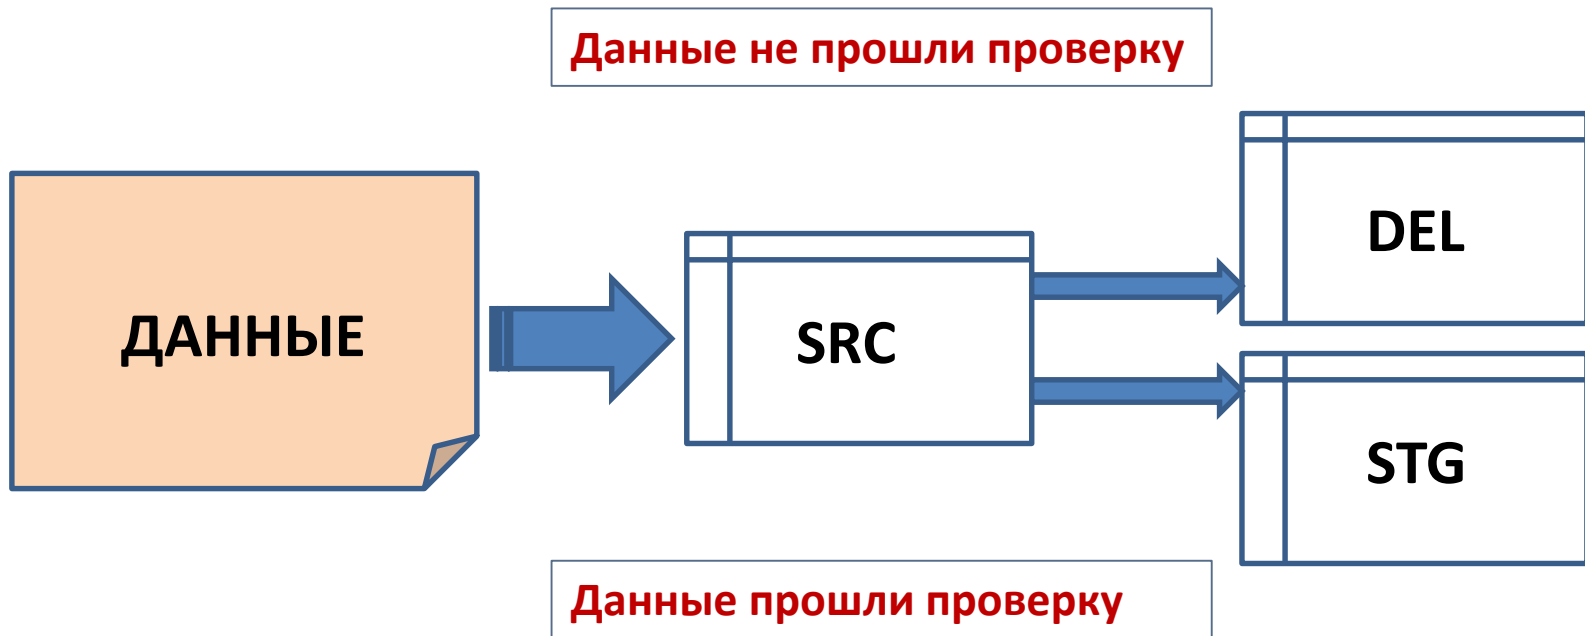 Данные не прошли проверку
DEL
ДАННЫЕ
SRC
STG
Данные прошли проверку